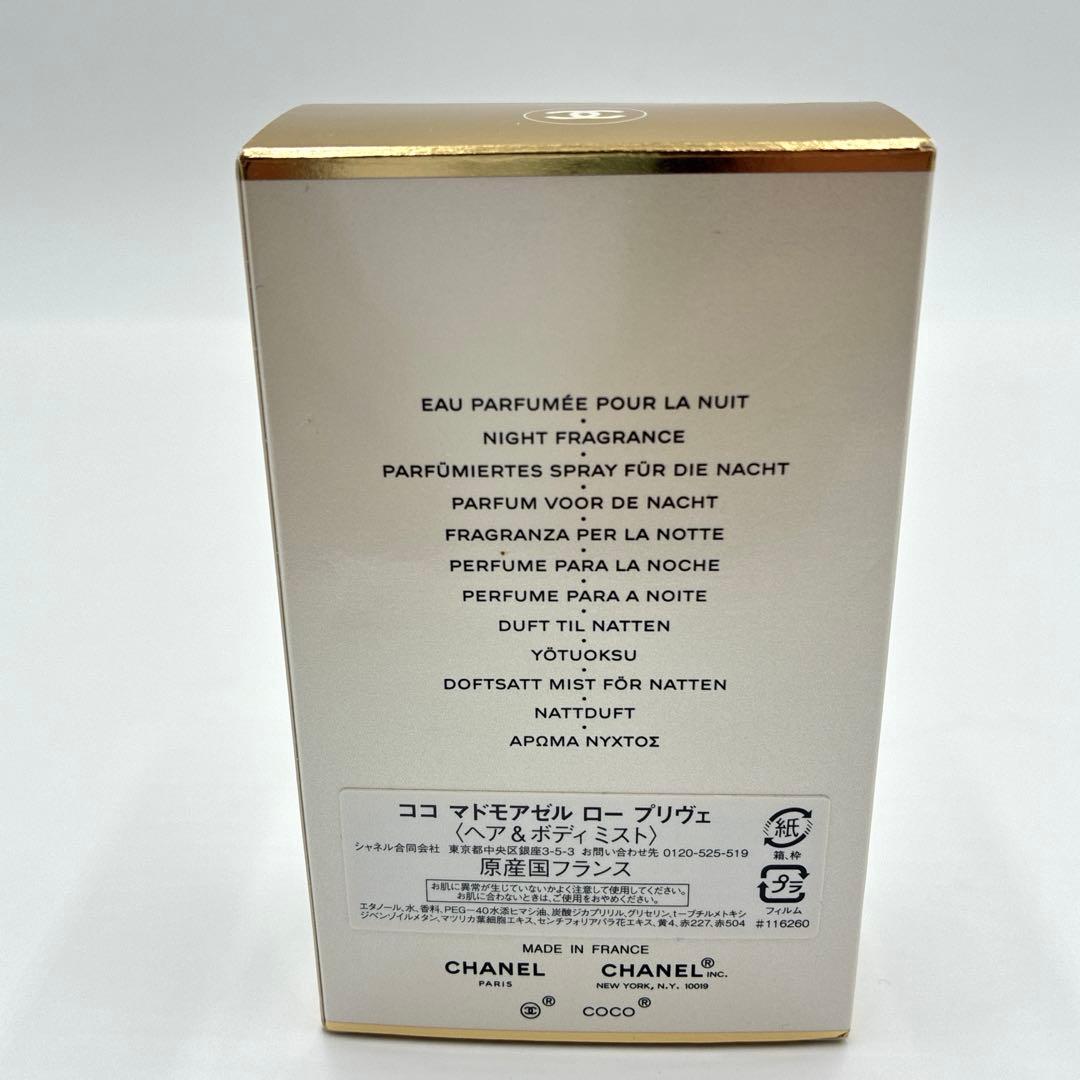 EAU PARFUMÉE POUR LA NUIT
NIGHT FRAGRANCE
PARFÜMIERTES SPRAY FÜR DIE NACHT
PARFUM VOOR DE NACHT
FRAGRANZA PER LA NOTTE
PERFUME PARA LA NOCHE
PERFUME PARA A NOITE
DUFT TIL NATTEN
YÖTUOKSU
DOFTSATT MIST FÖR NATTEN
NATTDUFT
ΑΡΩΜΑ ΝΥΧΤΟΣ
ココ マドモアゼル ロー プリヴェ
〈ヘア&ボディ ミスト〉
シャネル合同会社 東京都中央区銀座3-5-3 お問い合わせ先 0120-525-519
原産国フランス
お肌に異常が生じていないかよく注意して使用してください。
お肌に合わないときは、ご使用をおやめください。
エタノール、水、香料、PEG-40水添ヒマシ油、炭酸ジカプリリル、グリセリン、t-ブチルメトキシ
ジベンゾイルメタン、マツリカ葉細胞エキス、センチフォリアバラ花エキス、黄4、赤227、赤504
紙
箱、枠
プラ
フィルム
#116260
MADE IN FRANCE
CHANEL
PARIS
CHANEL® INC.
NEW YORK, N.Y. 10019
® COCO®